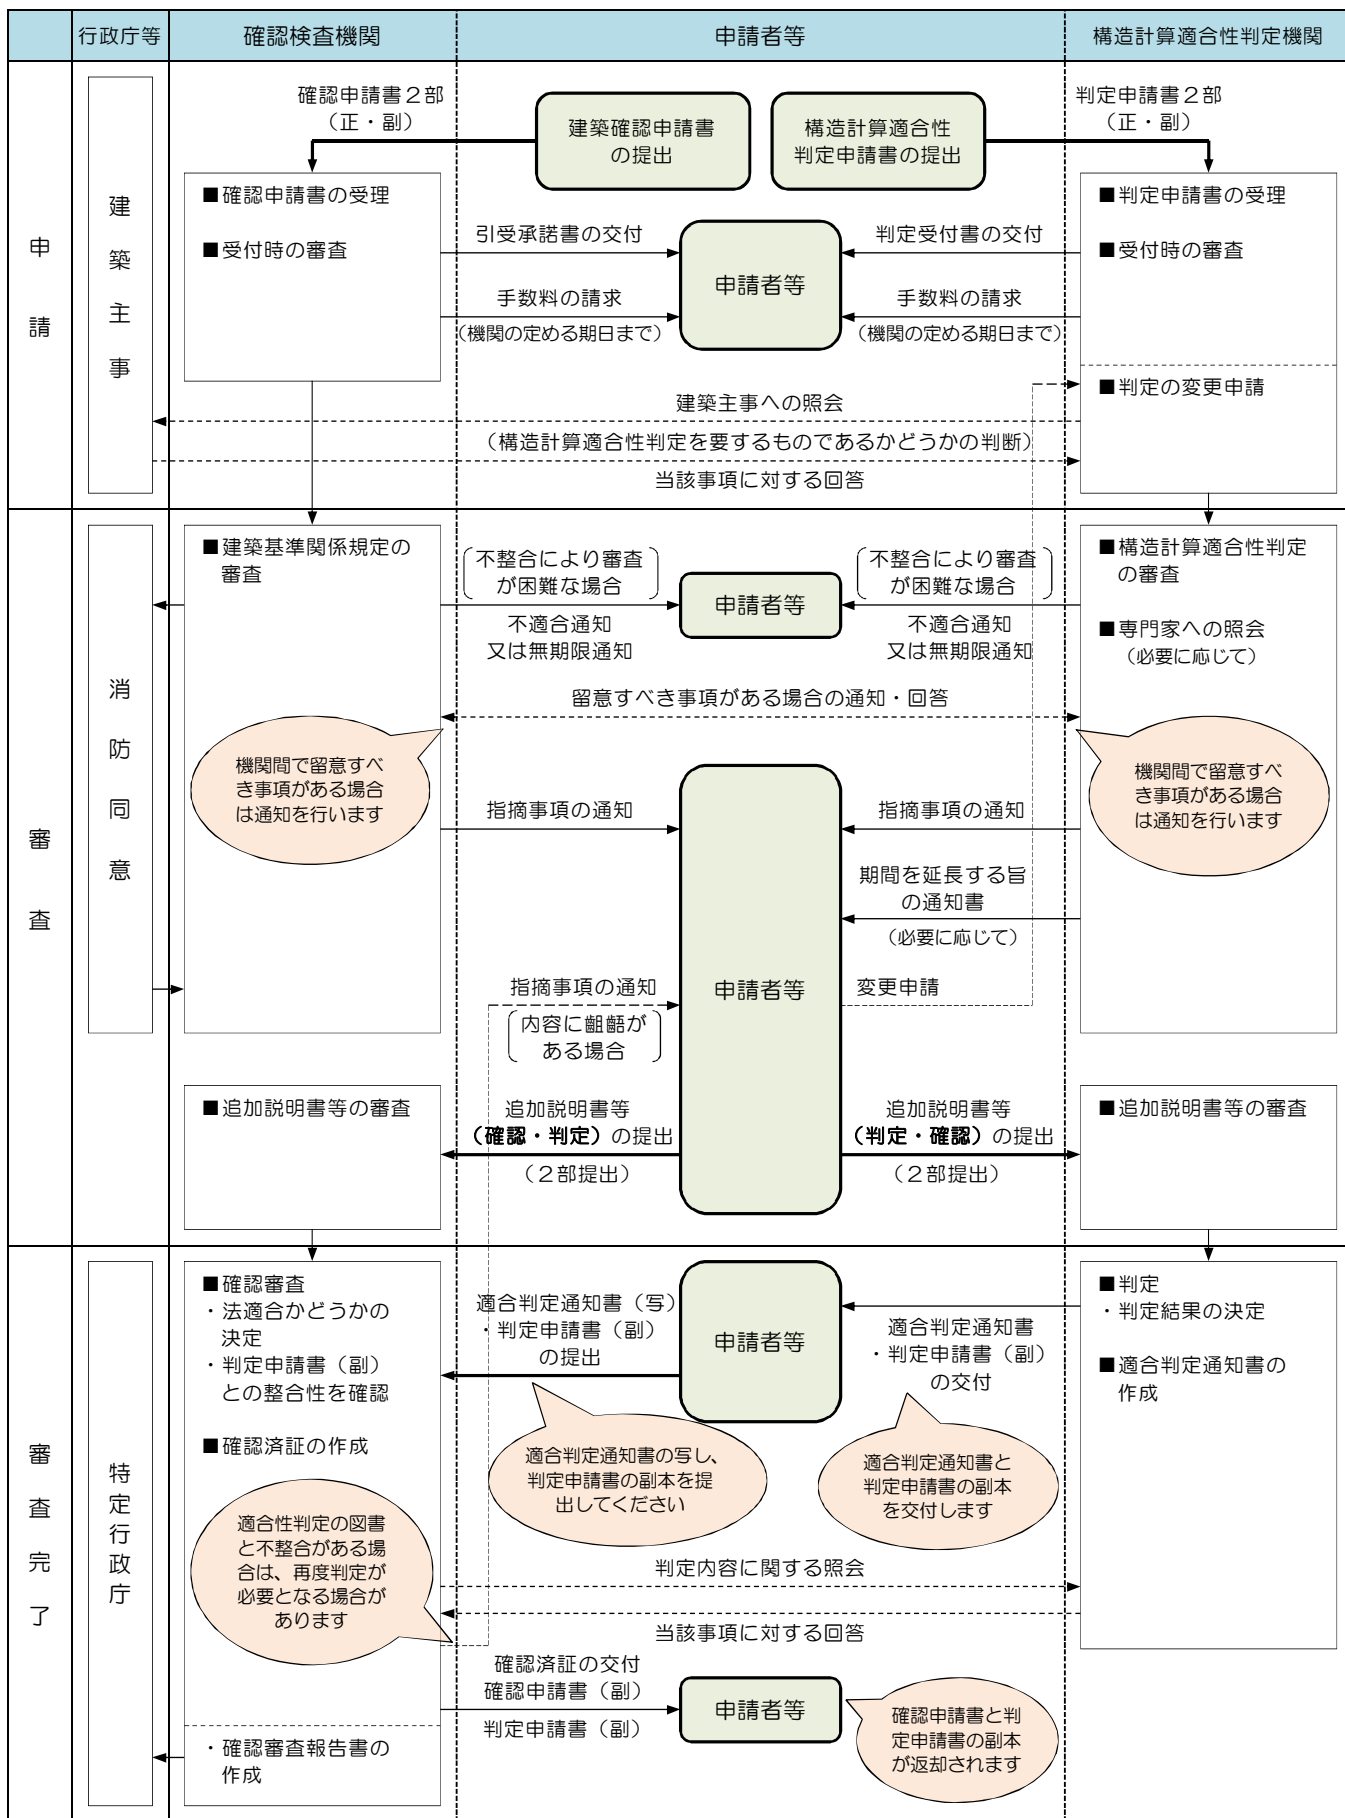 行政庁等
確認検査機関
申請者等
構造計算適合性判定機関
申請
建築主事
確認申請書２部
（正・副）
建築確認申請書
の提出
構造計算適合性
判定申請書の提出
判定申請書２部
（正・副）
■確認申請書の受理
■受付時の審査
引受承諾書の交付
手数料の請求
（機関の定める期日まで）
申請者等
判定受付書の交付
手数料の請求
（機関の定める期日まで）
■判定申請書の受理
■受付時の審査
■判定の変更申請
建築主事への照会
（構造計算適合性判定を要するものであるかどうかの判断）
当該事項に対する回答
審査
消防同意
■建築基準関係規定の
審査
不整合により審査
が困難な場合
不適合通知
又は無期限通知
申請者等
不整合により審査
が困難な場合
不適合通知
又は無期限通知
■構造計算適合性判定
の審査
■専門家への照会
（必要に応じて）
留意すべき事項がある場合の通知・回答
機関間で留意すべ
き事項がある場合
は通知を行います
機関間で留意すべ
き事項がある場合
は通知を行います
指摘事項の通知
指摘事項の通知
期間を延長する旨
の通知書
（必要に応じて）
指摘事項の通知
内容に齟齬が
ある場合
申請者等
変更申請
■追加説明書等の審査
追加説明書等
（確認・判定）の提出
（２部提出）
追加説明書等
（判定・確認）の提出
（２部提出）
■追加説明書等の審査
審査完了
特定行政庁
■確認審査
・法適合かどうかの
決定
・判定申請書（副）
との整合性を確認
■確認済証の作成
適合判定通知書（写）
・判定申請書（副）
の提出
申請者等
適合判定通知書
・判定申請書（副）
の交付
■判定
・判定結果の決定
■適合判定通知書の
作成
適合判定通知書の写し、
判定申請書の副本を提
出してください
適合判定通知書と
判定申請書の副本
を交付します
適合性判定の図書
と不整合がある場
合は、再度判定が
必要となる場合が
あります
判定内容に関する照会
当該事項に対する回答
確認済証の交付
確認申請書（副）
判定申請書（副）
申請者等
確認申請書と判
定申請書の副本
が返却されます
・確認審査報告書の
作成